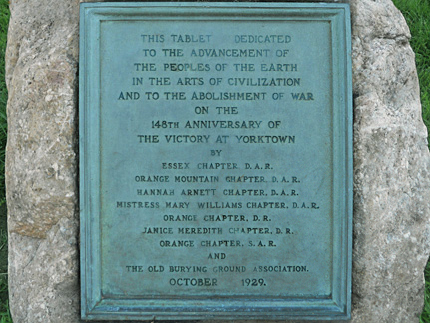 THIS TABLET DEDICATED
TO THE ADVANCEMENT OF
THE PEOPLES OF THE EARTH
IN THE ARTS OF CIVILIZATION
AND TO THE ABOLISHMENT OF WAR
ON THE
148TH ANNIVERSARY OF
THE VICTORY AT YORKTOWN
BY
ESSEX CHAPTER, D.A.R.
ORANGE MOUNTAIN CHAPTER, D.A.R.
HANNAH ARNETT CHAPTER, D.A.R.
MISTRESS MARY WILLIAMS CHAPTER, D.A.R.
ORANGE CHAPTER, D.R.
JANICE MEREDITH CHAPTER, D.R.
ORANGE CHAPTER, S.A.R.
AND
THE OLD BURYING GROUND ASSOCIATION.
OCTOBER 1929.